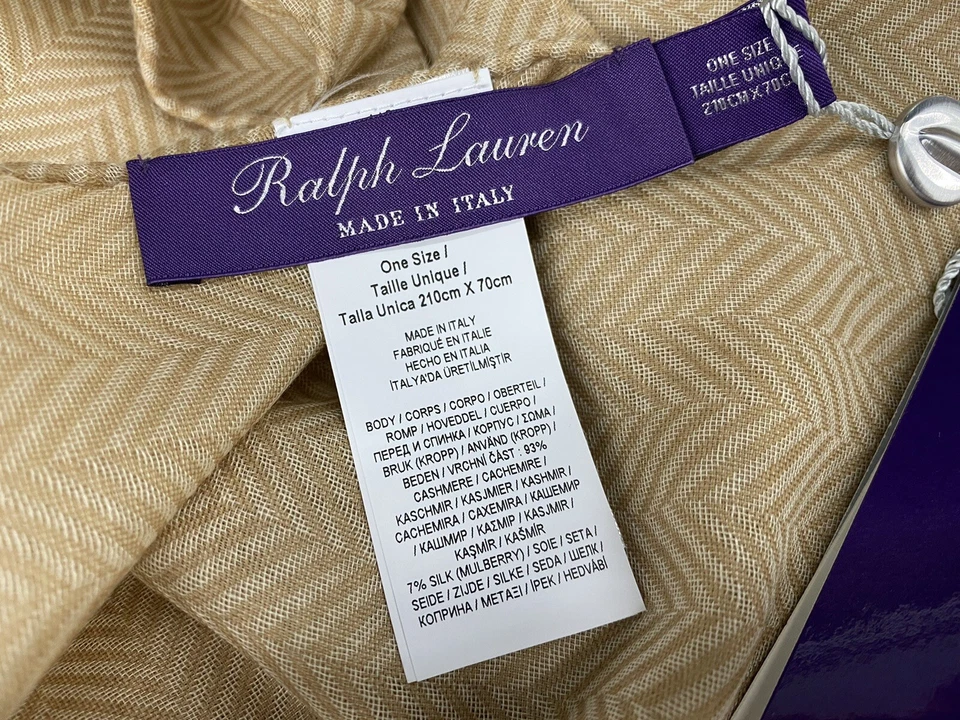 Ralph Lauren
MADE IN ITALY
ONE SIZE
TAILLE UNIQUE
210CM X 70C
One Size /
Taille Unique /
Talla Unica 210cm X 70cm
MADE IN ITALY
FABRIQUÉ EN ITALIE
HECHO EN ITALIA
İTALYA'DA ÜRETİLMİŞTİR
BODY / CORPS / CORPO / OBERTEIL /
ROMP / HOVEDDEL / CUERPO /
ПЕРЕД И СПИНКА / КОРПУС / ΣΩΜΑ /
BRUK (KROPP) / ANVÄND (KROPP) /
BEDEN / VRCHNÍ ČÁST : 93%
CASHMERE / CACHEMIRE /
KASCHMIR / KASJMIER / KASHMIR /
CACHEMIRA / CAXEMIRA / КАШЕМИР
/ КАШМИР / ΚΑΣΜΙΡ / KASJMIR /
KAŞMİR / KAŠMÍR
7% SILK (MULBERRY) / SOIE / SETA /
SEIDE / ZIJDE / SILKE / SEDA / ШЕЛК /
КОПРИНА / ΜΕΤΑΞΙ / İPEK / HEDVÁBÍ